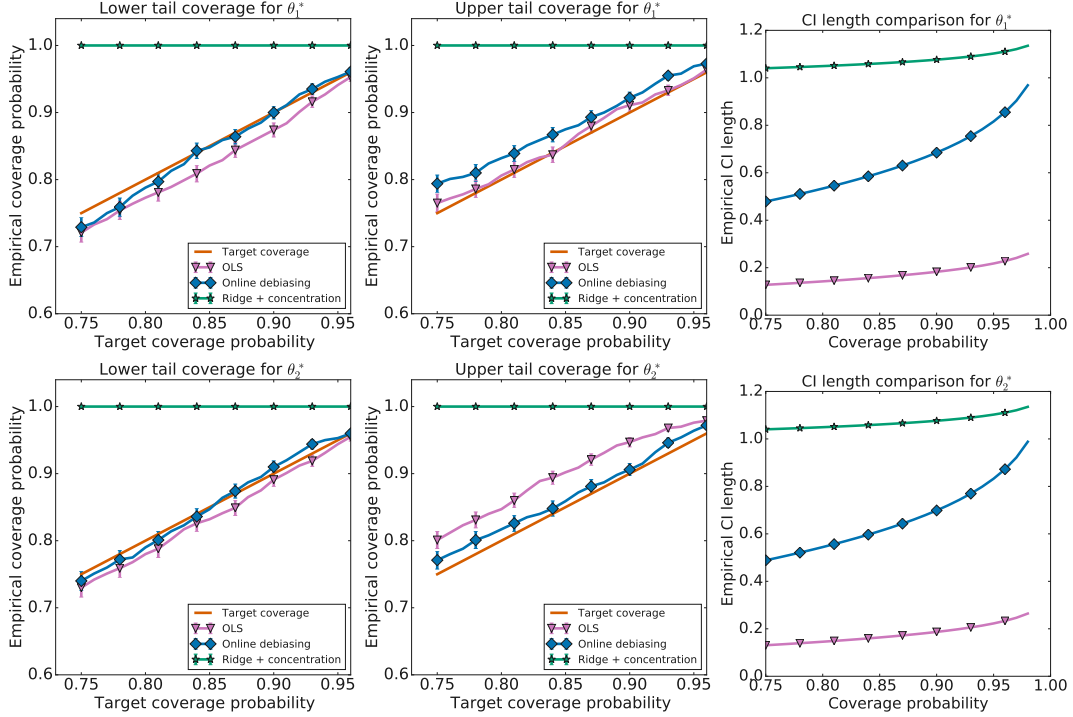 Lower tail coverage for θ₁*
Empirical coverage probability
1.0
0.9
0.8
0.7
0.6
0.75 0.80 0.85 0.90 0.95
Target coverage probability
Target coverage
OLS
Online debiasing
Ridge + concentration
Upper tail coverage for θ₁*
Empirical coverage probability
1.0
0.9
0.8
0.7
0.6
0.75 0.80 0.85 0.90 0.95
Target coverage probability
Target coverage
OLS
Online debiasing
Ridge + concentration
CI length comparison for θ₁*
Empirical CI length
1.2
1.0
0.8
0.6
0.4
0.2
0.0
0.75 0.80 0.85 0.90 0.95 1.00
Coverage probability
Lower tail coverage for θ₂*
Empirical coverage probability
1.0
0.9
0.8
0.7
0.6
0.75 0.80 0.85 0.90 0.95
Target coverage probability
Target coverage
OLS
Online debiasing
Ridge + concentration
Upper tail coverage for θ₂*
Empirical coverage probability
1.0
0.9
0.8
0.7
0.6
0.75 0.80 0.85 0.90 0.95
Target coverage probability
Target coverage
OLS
Online debiasing
Ridge + concentration
CI length comparison for θ₂*
Empirical CI length
1.2
1.0
0.8
0.6
0.4
0.2
0.0
0.75 0.80 0.85 0.90 0.95 1.00
Coverage probability